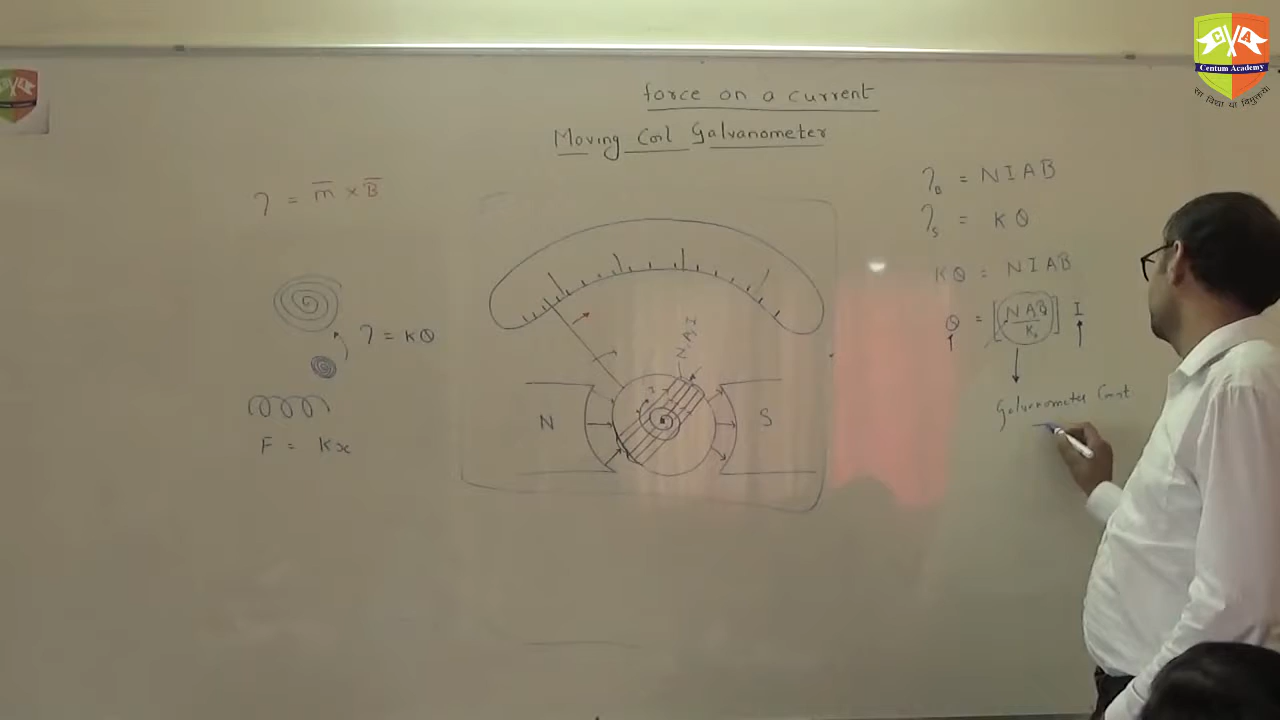 force on a current
Moving Coil Galvanometer
τ = m̅ × B̅
τ = Kθ
F = Kx
N, A, I
N
S
τ_B = NIAB
τ_s = Kθ
Kθ = NIAB
θ = [NAB/K] I
Galvanometer Const
C A
Centum Academy
सा विद्या या विमुक्तये